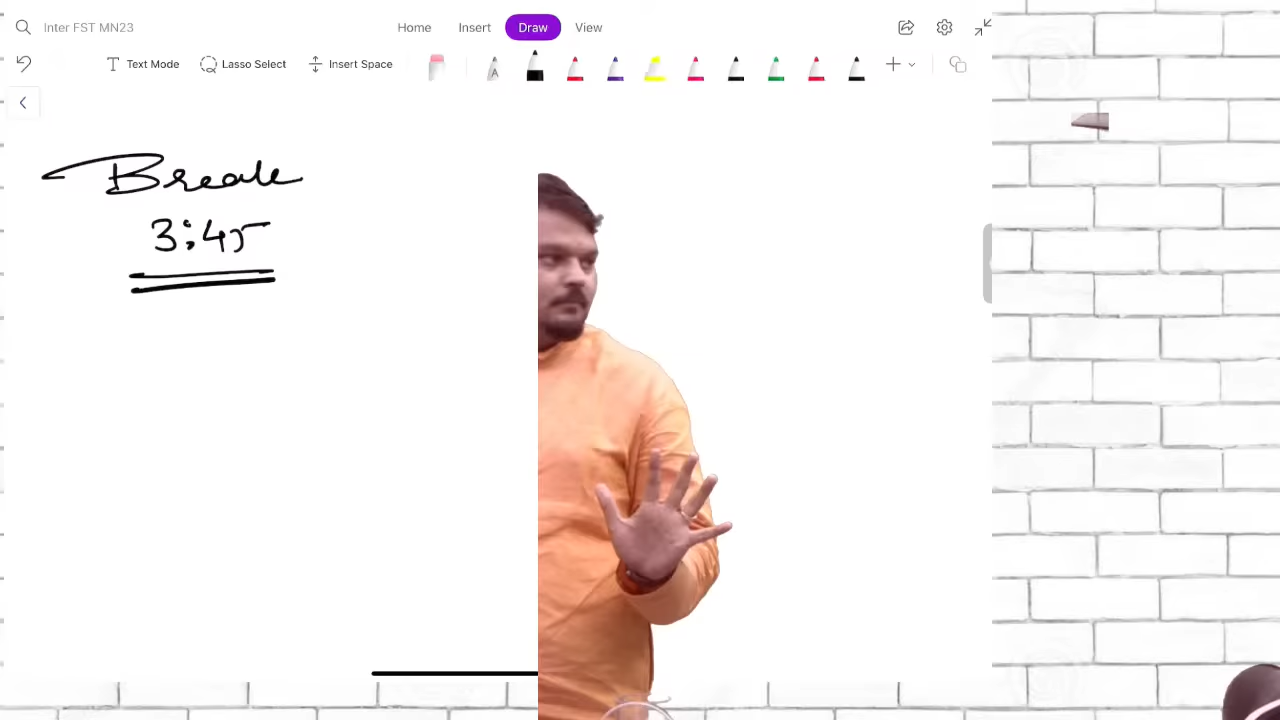 Inter FST MN23
Home Insert Draw View
Text Mode Lasso Select Insert Space
A
Break
3:45